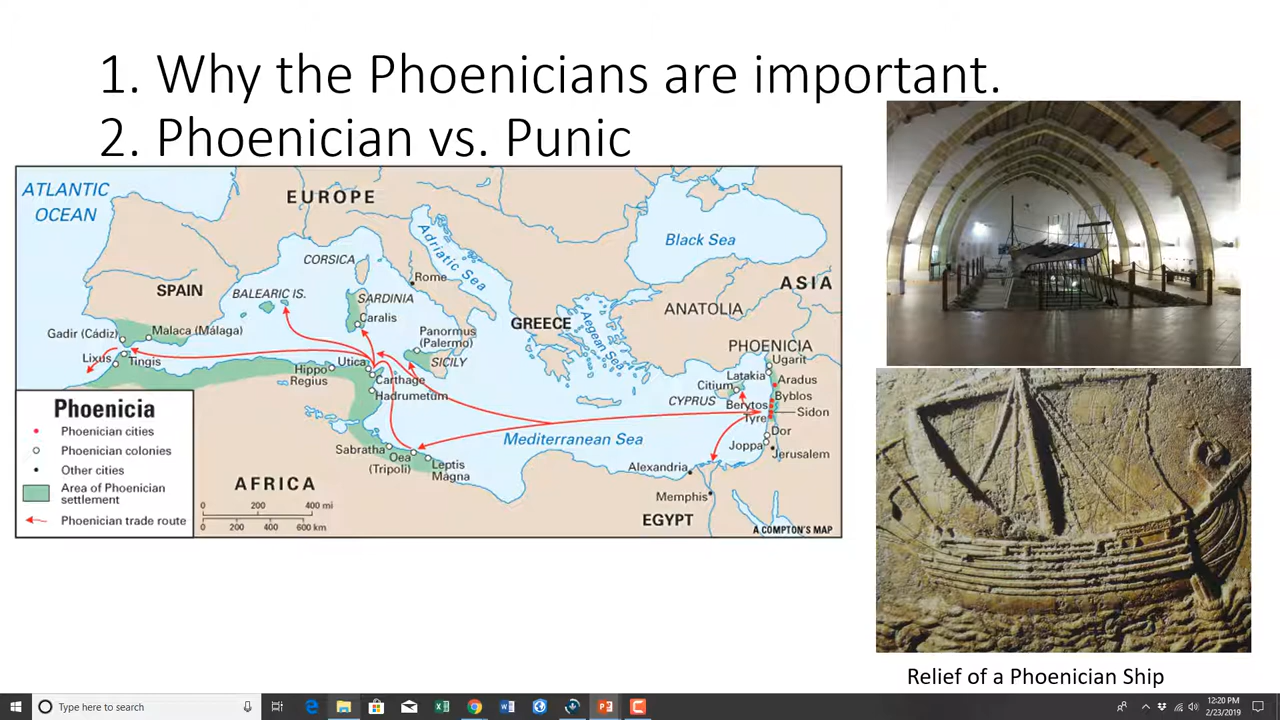 1. Why the Phoenicians are important.
2. Phoenician vs. Punic
ATLANTIC
OCEAN
EUROPE
Adriatic Sea
Black Sea
ASIA
CORSICA
Rome
SPAIN
BALEARIC IS.
SARDINIA
Caralis
ANATOLIA
GREECE
Aegean Sea
Gadir (Cádiz)
Malaca (Málaga)
Panormus
(Palermo)
SICILY
PHOENICIA
Ugarit
Lixus
Tingis
Hippo
Regius
Utica
Carthage
Hadrumetum
Latakia
Aradus
Citium
CYPRUS
Byblos
Berytos
Sidon
Tyre
Dor
Joppa
Jerusalem
Mediterranean Sea
Sabratha
Oea
(Tripoli)
Leptis
Magna
Alexandria
Memphis
AFRICA
EGYPT
0 200 400 mi
0 200 400 600 km
A COMPTON'S MAP
Phoenicia
Phoenician cities
Phoenician colonies
Other cities
Area of Phoenician
settlement
Phoenician trade route
Relief of a Phoenician Ship
Type here to search
12:20 PM
2/23/2019